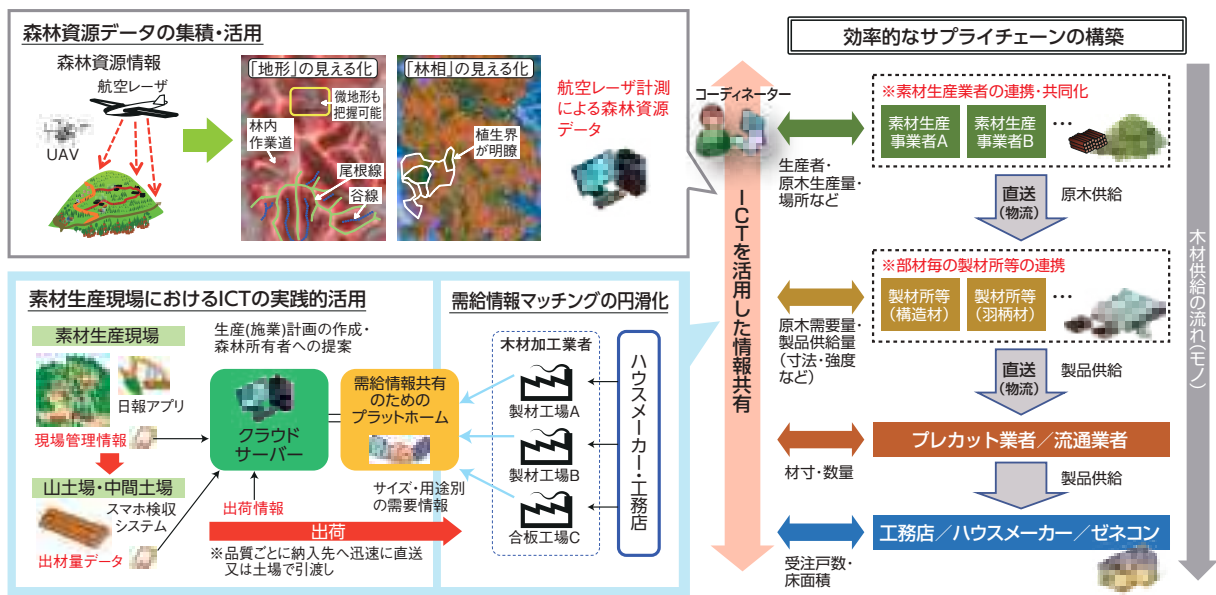 森林資源データの集積・活用
森林資源情報
航空レーザ
UAV
「地形」の見える化
微地形も
把握可能
林内
作業道
尾根線
谷線
「林相」の見える化
植生界
が明瞭
航空レーザ計測
による森林資源
データ
素材生産現場におけるICTの実践的活用
素材生産現場
日報アプリ
現場管理情報
山土場・中間土場
スマホ検収
システム
出材量データ
生産(施業)計画の作成・
森林所有者への提案
クラウド
サーバー
出荷情報
出荷
※品質ごとに納入先へ迅速に直送
又は土場で引渡し
需給情報マッチングの円滑化
需給情報共有
のための
プラットホーム
サイズ・用途別
の需要情報
木材加工業者
製材工場A
製材工場B
合板工場C
ハウスメーカー・工務店
コーディネーター
ICTを活用した情報共有
効率的なサプライチェーンの構築
※素材生産業者の連携・共同化
素材生産
事業者A
素材生産
事業者B
…
生産者・
原木生産量・
場所など
直送
(物流)
原木供給
※部材毎の製材所等の連携
製材所等
(構造材)
製材所等
(羽柄材)
…
原木需要量・
製品供給量
(寸法・強度
など)
直送
(物流)
製品供給
プレカット業者／流通業者
材寸・数量
製品供給
工務店／ハウスメーカー／ゼネコン
受注戸数・
床面積
木材供給の流れ(モノ)